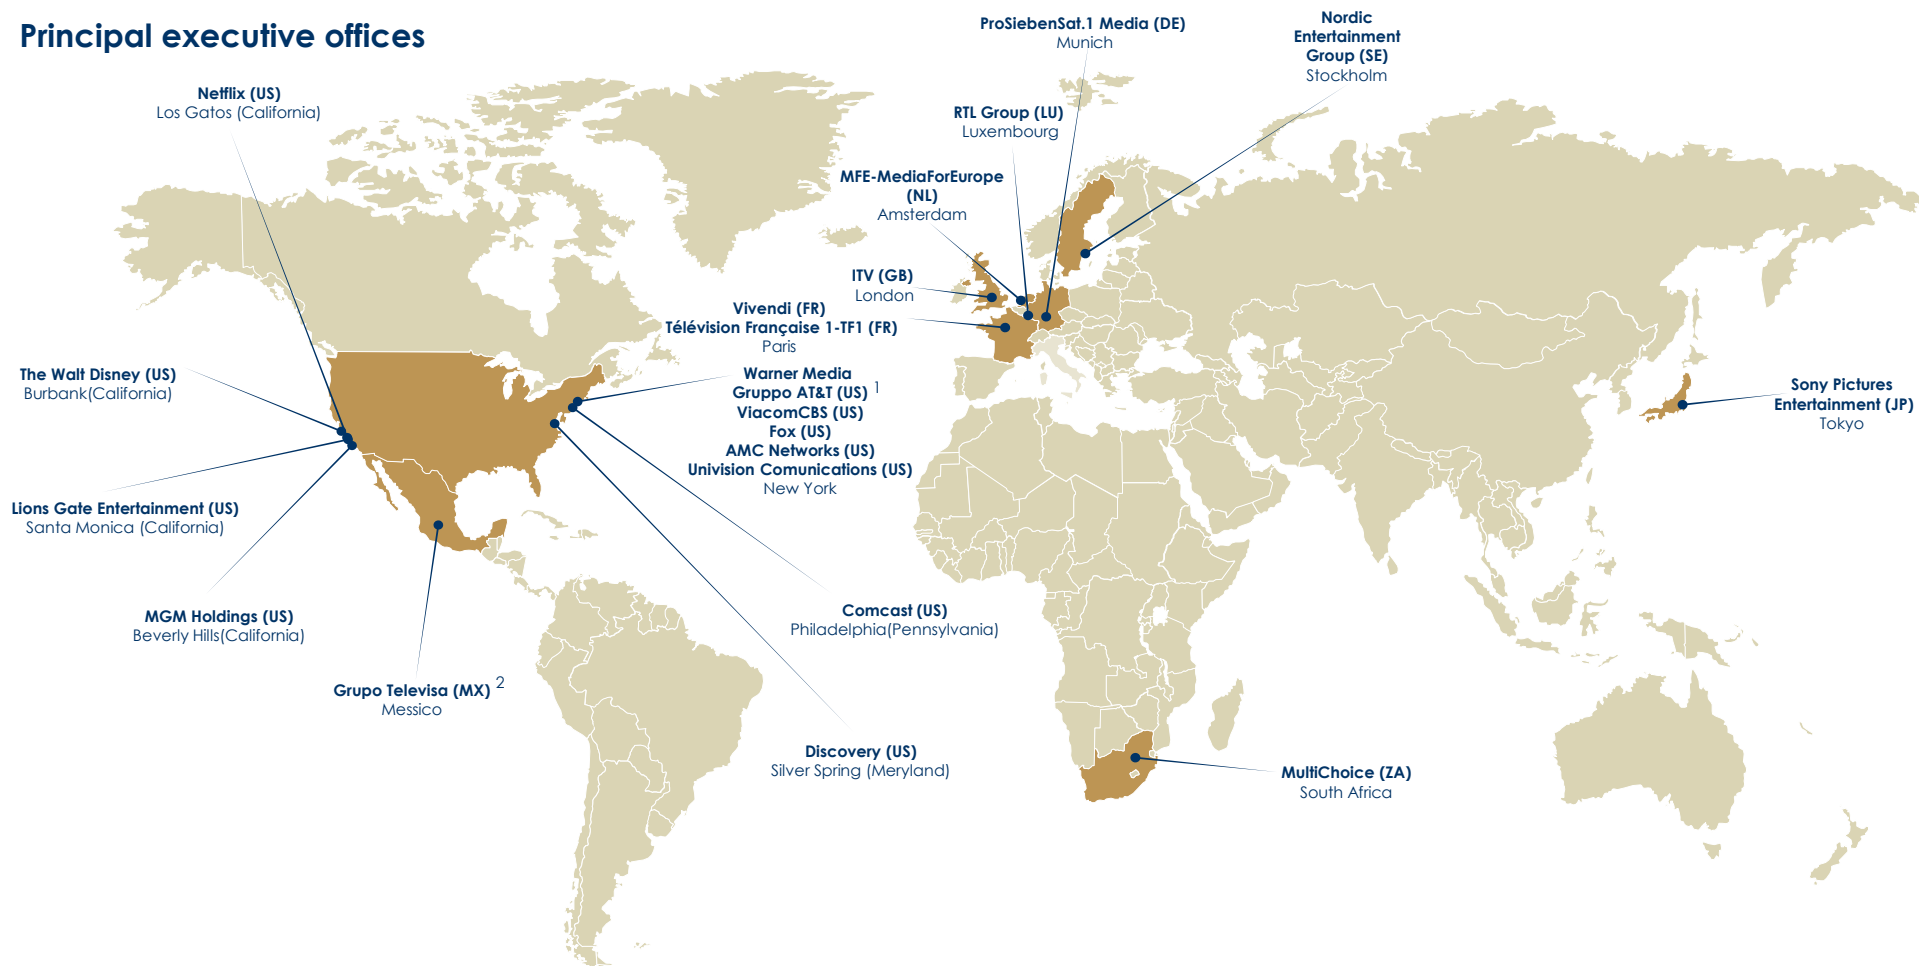 Principal executive offices
ProSiebenSat.1 Media (DE)
Munich
Nordic
Entertainment
Group (SE)
Stockholm
Netflix (US)
Los Gatos (California)
RTL Group (LU)
Luxembourg
MFE-MediaForEurope
(NL)
Amsterdam
ITV (GB)
London
Vivendi (FR)
Télévision Française 1-TF1 (FR)
Paris
The Walt Disney (US)
Burbank(California)
Warner Media
Gruppo AT&T (US) 1
ViacomCBS (US)
Fox (US)
AMC Networks (US)
Univision Comunications (US)
New York
Sony Pictures
Entertainment (JP)
Tokyo
Lions Gate Entertainment (US)
Santa Monica (California)
MGM Holdings (US)
Beverly Hills(California)
Comcast (US)
Philadelphia(Pennsylvania)
Grupo Televisa (MX) 2
Messico
Discovery (US)
Silver Spring (Meryland)
MultiChoice (ZA)
South Africa